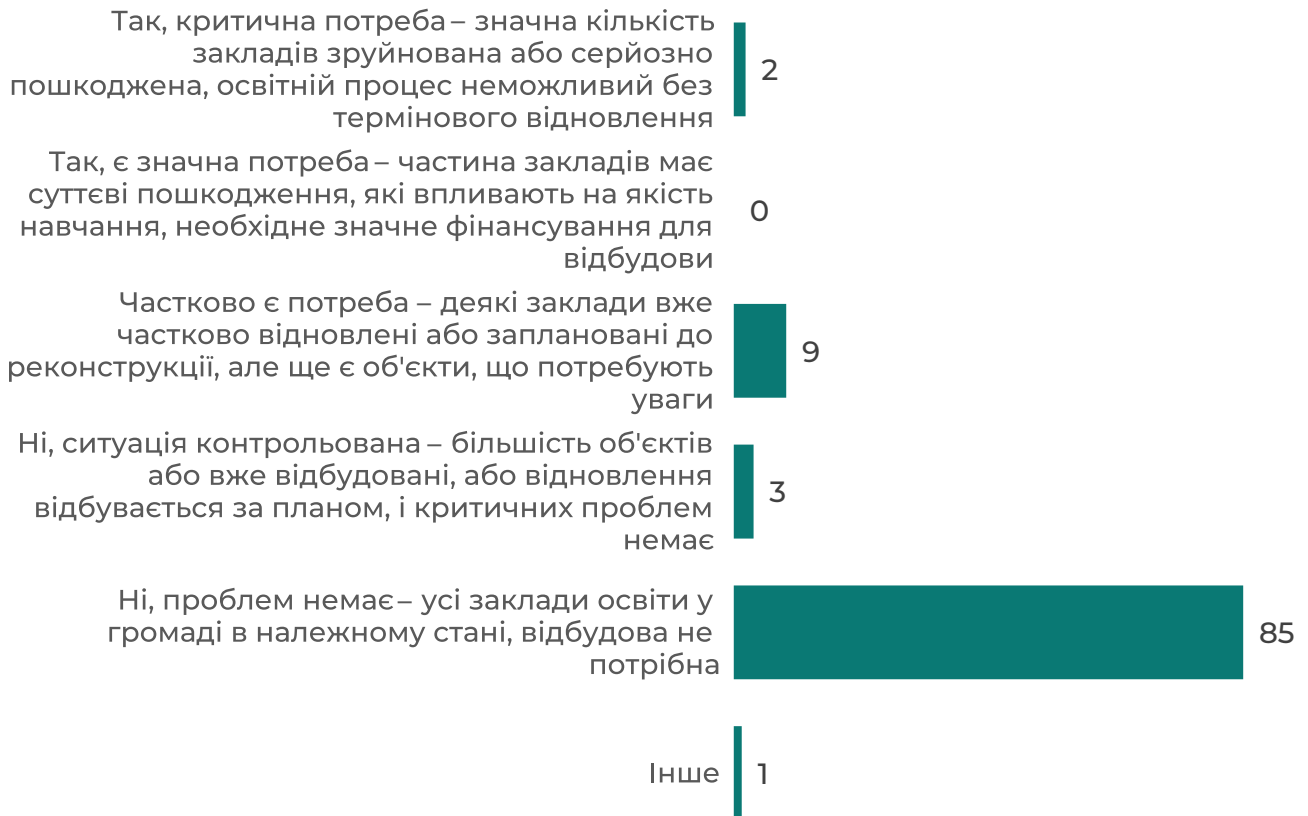 Так, критична потреба – значна кількість
закладів зруйнована або серйозно
пошкоджена, освітній процес неможливий без
термінового відновлення
2
Так, є значна потреба – частина закладів має
суттєві пошкодження, які впливають на якість
навчання, необхідне значне фінансування для
відбудови
0
Частково є потреба – деякі заклади вже
частково відновлені або заплановані до
реконструкції, але ще є об'єкти, що потребують
уваги
9
Ні, ситуація контрольована – більшість об'єктів
або вже відбудовані, або відновлення
відбувається за планом, і критичних проблем
немає
3
Ні, проблем немає – усі заклади освіти у
громаді в належному стані, відбудова не
потрібна
85
Інше
1